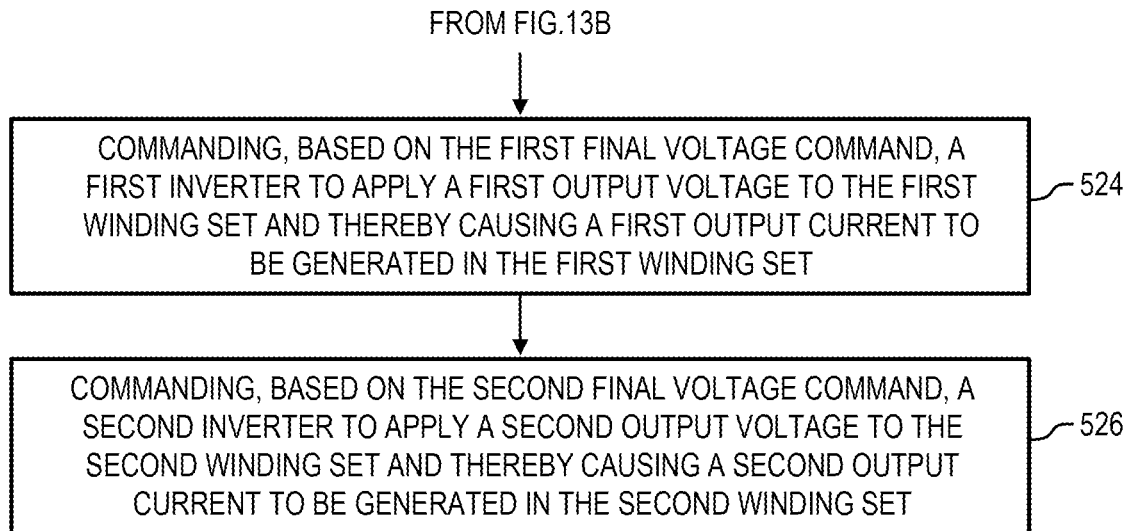 FROM FIG.13B
COMMANDING, BASED ON THE FIRST FINAL VOLTAGE COMMAND, A
FIRST INVERTER TO APPLY A FIRST OUTPUT VOLTAGE TO THE FIRST
WINDING SET AND THEREBY CAUSING A FIRST OUTPUT CURRENT TO
BE GENERATED IN THE FIRST WINDING SET
524
COMMANDING, BASED ON THE SECOND FINAL VOLTAGE COMMAND, A
SECOND INVERTER TO APPLY A SECOND OUTPUT VOLTAGE TO THE
SECOND WINDING SET AND THEREBY CAUSING A SECOND OUTPUT
CURRENT TO BE GENERATED IN THE SECOND WINDING SET
526